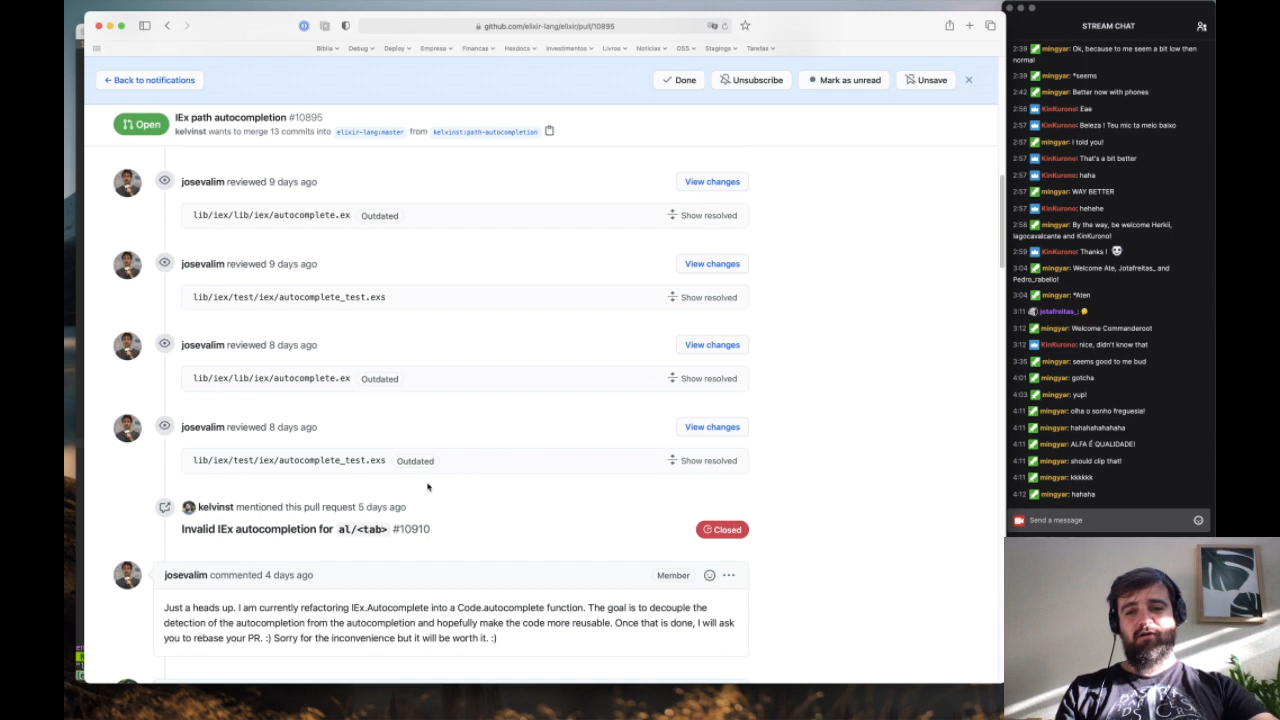 github.com/elixir-lang/elixir/pull/10895
Bíblia Debug Deploy Empresa Financas Hexdocs Investimentos Livros Notícias OSS Stagings Tarefas
← Back to notifications
Done
Unsubscribe
Mark as unread
Unsave
Open
IEx path autocompletion #10895
kelvinst wants to merge 13 commits into elixir-lang:master from kelvinst:path-autocompletion
josevalim reviewed 9 days ago
View changes
lib/iex/lib/iex/autocomplete.ex Outdated
Show resolved
josevalim reviewed 9 days ago
View changes
lib/iex/test/iex/autocomplete_test.exs
Show resolved
josevalim reviewed 8 days ago
View changes
lib/iex/lib/iex/autocomplete.ex Outdated
Show resolved
josevalim reviewed 8 days ago
View changes
lib/iex/test/iex/autocomplete_test.exs Outdated
Show resolved
kelvinst mentioned this pull request 5 days ago
Invalid IEx autocompletion for al/<tab> #10910
Closed
josevalim commented 4 days ago
Member
Just a heads up. I am currently refactoring IEx.Autocomplete into a Code.autocomplete function. The goal is to decouple the
detection of the autocompletion from the autocompletion and hopefully make the code more reusable. Once that is done, I will ask
you to rebase your PR. :) Sorry for the inconvenience but it will be worth it. :)
STREAM CHAT
2:39 mingyar: Ok, because to me seem a bit low then
normal
2:39 mingyar: *seems
2:42 mingyar: Better now with phones
2:56 KinKurono: Eae
2:57 KinKurono: Beleza ! Teu mic ta meio baixo
2:57 mingyar: I told you!
2:57 KinKurono: That's a bit better
2:57 KinKurono: haha
2:57 mingyar: WAY BETTER
2:57 KinKurono: hehehe
2:58 mingyar: By the way, be welcome Herkii,
iagocavalcante and KinKurono!
2:59 KinKurono: Thanks !
3:04 mingyar: Welcome Ate, Jotafreitas_ and
Pedro_rabello!
3:04 mingyar: *Aten
3:11 jotafreitas_:
3:12 mingyar: Welcome Commanderoot
3:12 KinKurono: nice, didn't know that
3:35 mingyar: seems good to me bud
4:01 mingyar: gotcha
4:03 mingyar: yup!
4:11 mingyar: olha o sonho freguesia!
4:11 mingyar: hahahahahahaha
4:11 mingyar: ALFA É QUALIDADE!
4:11 mingyar: should clip that!
4:11 mingyar: kkkkkk
4:12 mingyar: hahaha
Send a message